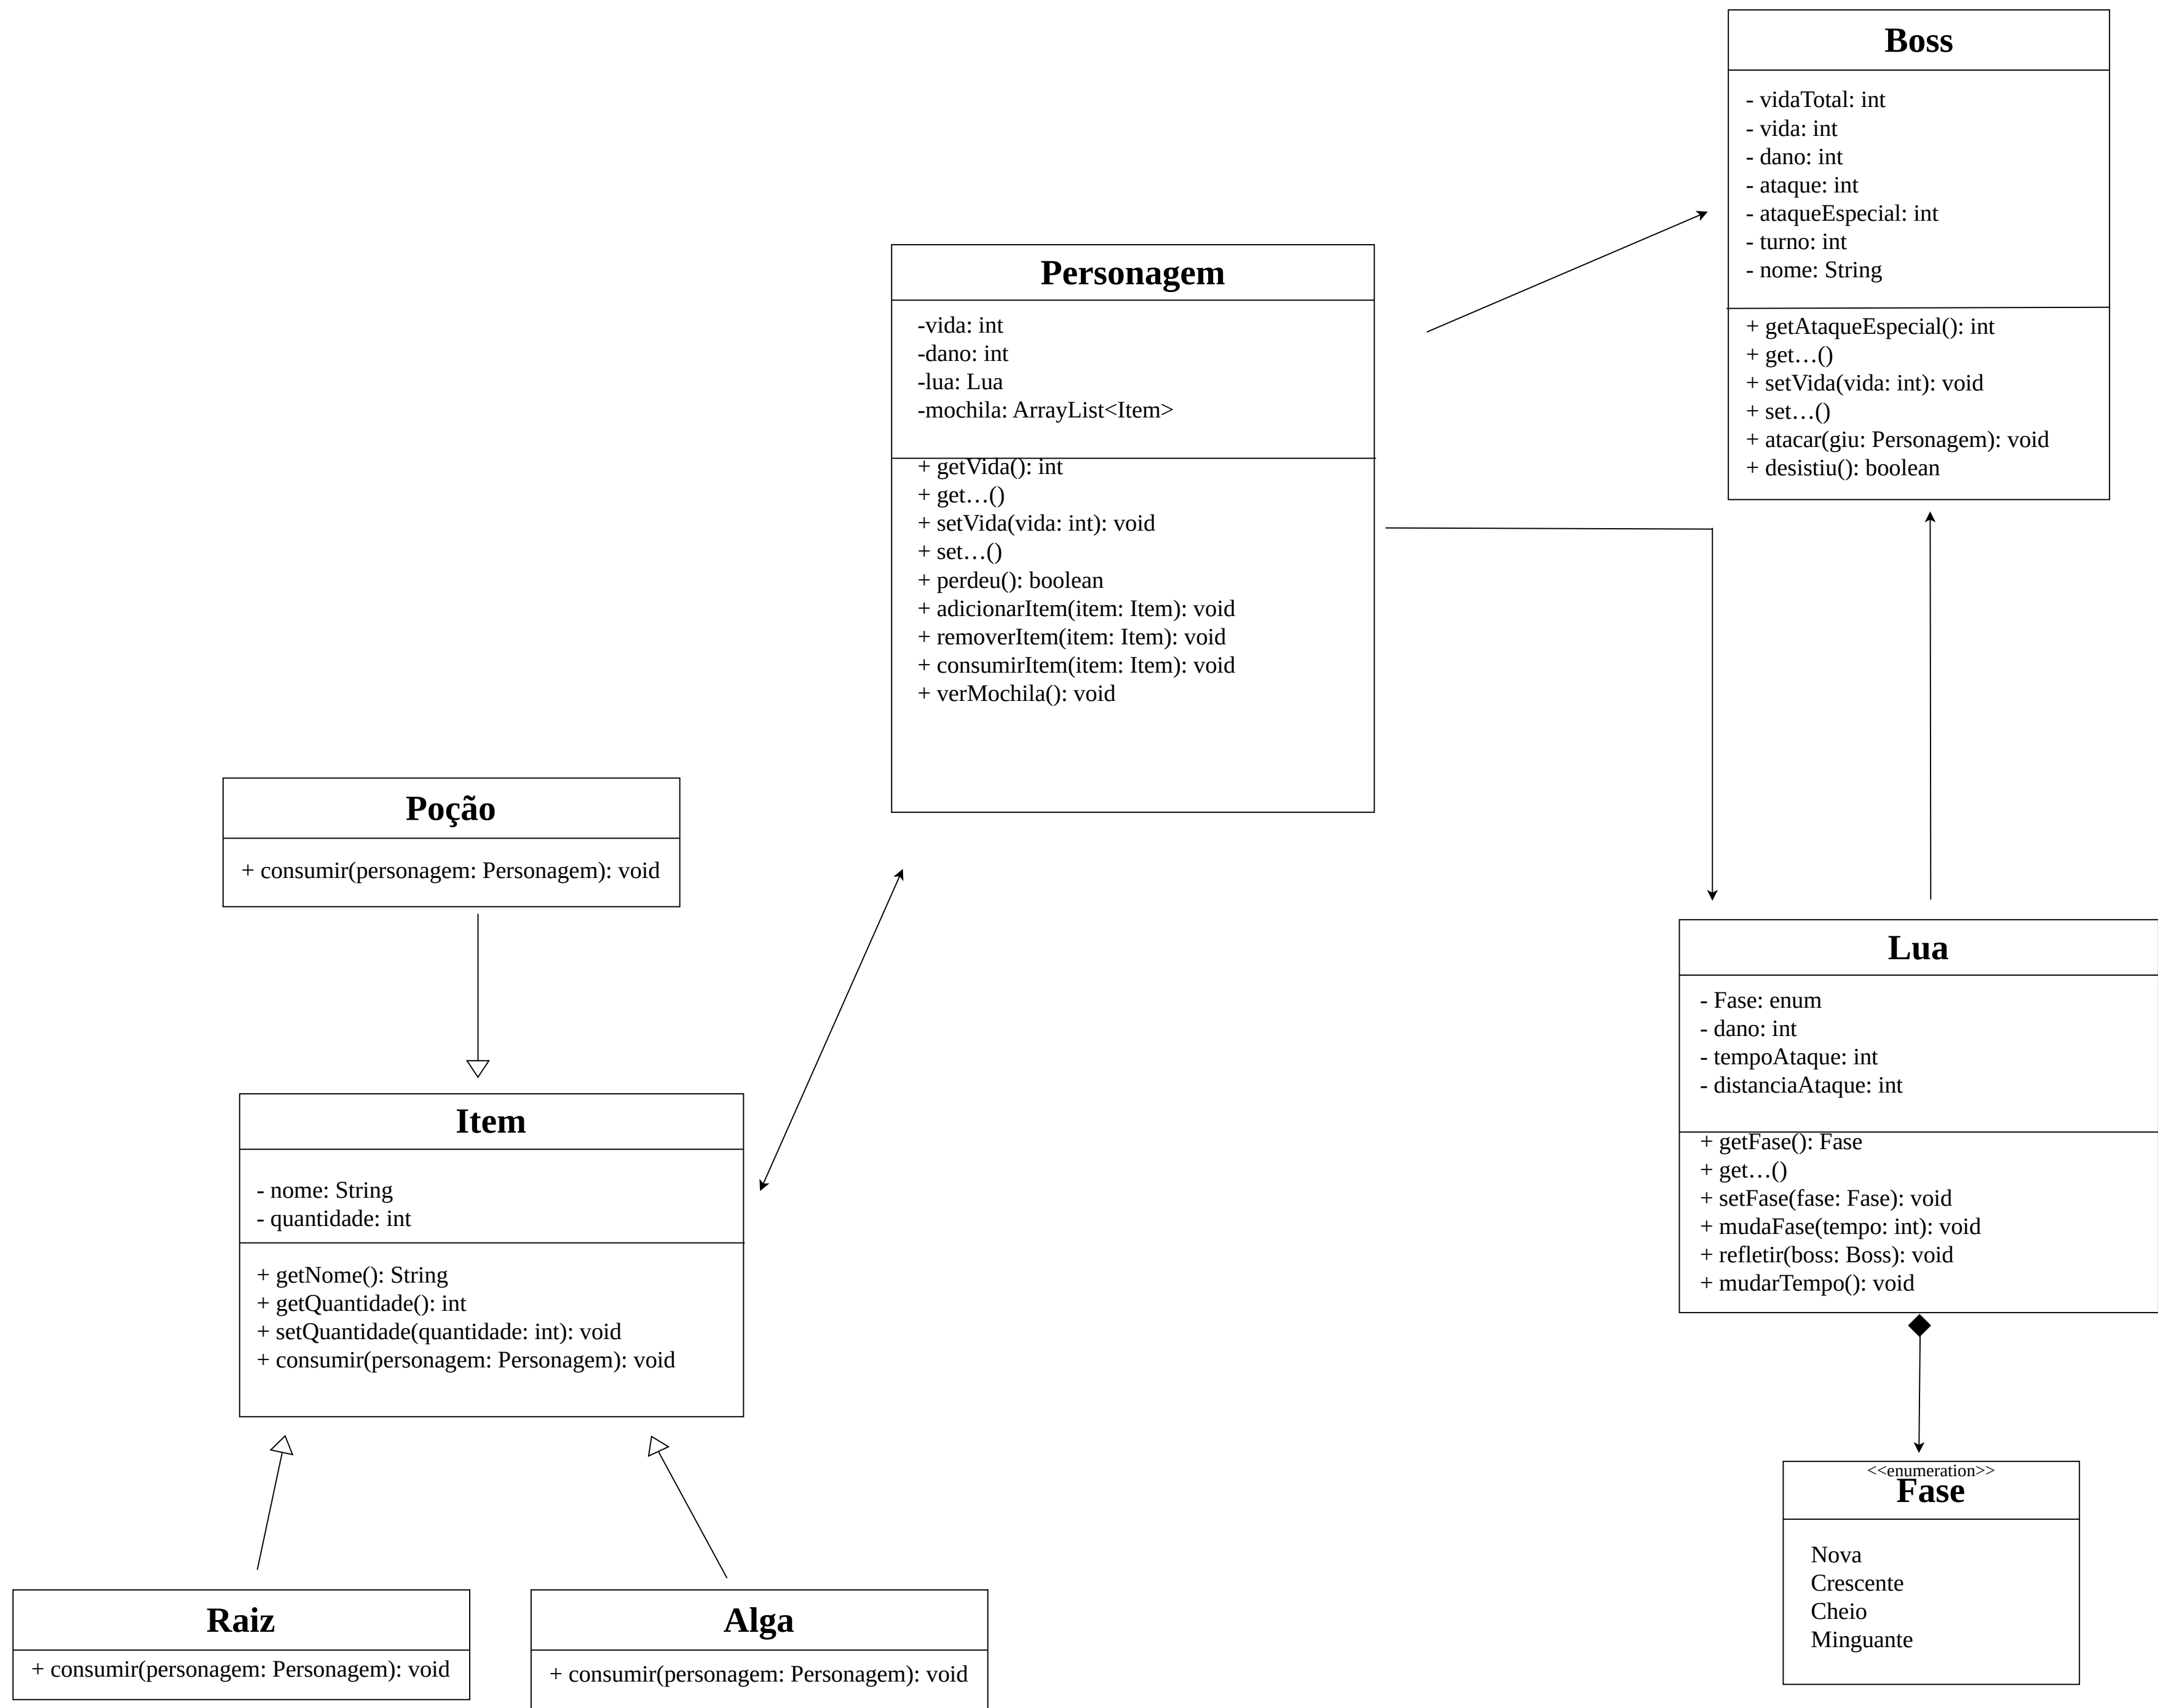 Boss
- vidaTotal: int
- vida: int
- dano: int
- ataque: int
- ataqueEspecial: int
- turno: int
- nome: String
+ getAtaqueEspecial(): int
+ get…()
+ setVida(vida: int): void
+ set…()
+ atacar(giu: Personagem): void
+ desistiu(): boolean
Personagem
-vida: int
-dano: int
-lua: Lua
-mochila: ArrayList<Item>
+ getVida(): int
+ get…()
+ setVida(vida: int): void
+ set…()
+ perdeu(): boolean
+ adicionarItem(item: Item): void
+ removerItem(item: Item): void
+ consumirItem(item: Item): void
+ verMochila(): void
Poção
+ consumir(personagem: Personagem): void
Lua
- Fase: enum
- dano: int
- tempoAtaque: int
- distanciaAtaque: int
+ getFase(): Fase
+ get…()
+ setFase(fase: Fase): void
+ mudaFase(tempo: int): void
+ refletir(boss: Boss): void
+ mudarTempo(): void
Item
- nome: String
- quantidade: int
+ getNome(): String
+ getQuantidade(): int
+ setQuantidade(quantidade: int): void
+ consumir(personagem: Personagem): void
<<enumeration>>
Fase
Nova
Crescente
Cheio
Minguante
Raiz
+ consumir(personagem: Personagem): void
Alga
+ consumir(personagem: Personagem): void